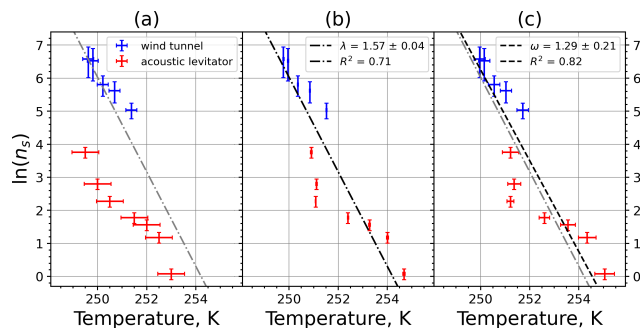 (a) (b) (c)
wind tunnel
acoustic levitator
λ = 1.57 ± 0.04
R² = 0.71
ω = 1.29 ± 0.21
R² = 0.82
ln(nₛ)
7 7
6 6
5 5
4 4
3 3
2 2
1 1
0 0
250 252 254 250 252 254 250 252 254
Temperature, K Temperature, K Temperature, K